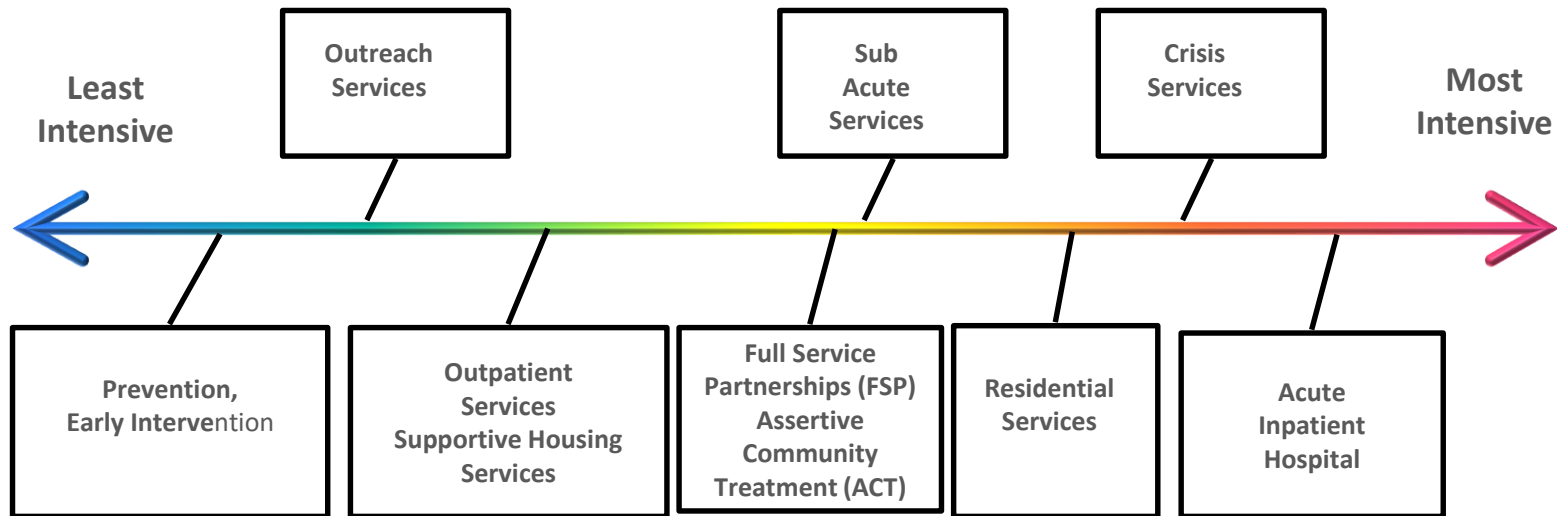 Least
Intensive
Outreach
Services
Sub
Acute
Services
Crisis
Services
Most
Intensive
Prevention,
Early Intervention
Outpatient
Services
Supportive Housing
Services
Full Service
Partnerships (FSP)
Assertive
Community
Treatment (ACT)
Residential
Services
Acute
Inpatient
Hospital